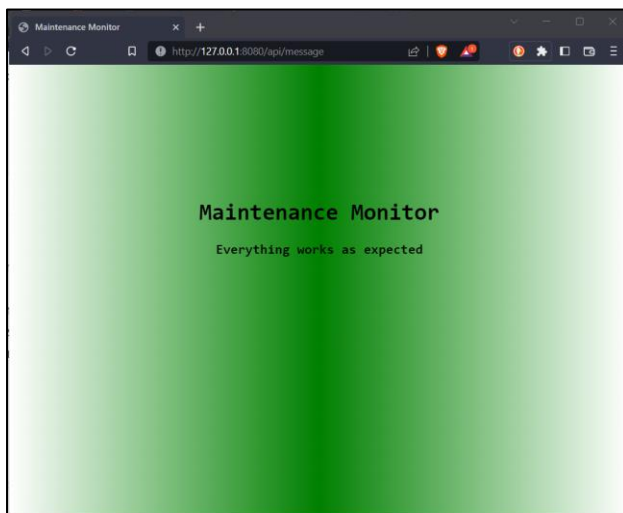 Maintenance Monitor
http://127.0.0.1:8080/api/message
Maintenance Monitor
Everything works as expected